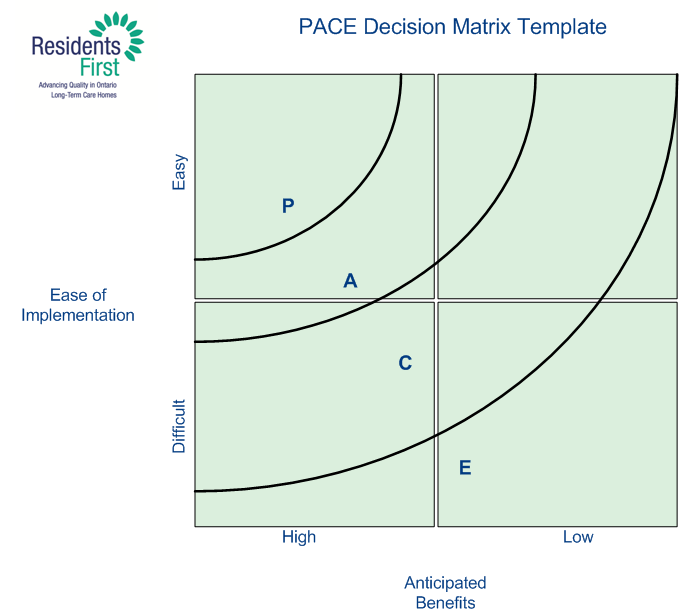 PACE Decision Matrix Template
Residents
First
Advancing Quality in Ontario
Long-Term Care Homes
Easy
P
A
Ease of
Implementation
C
Difficult
E
High
Low
Anticipated
Benefits